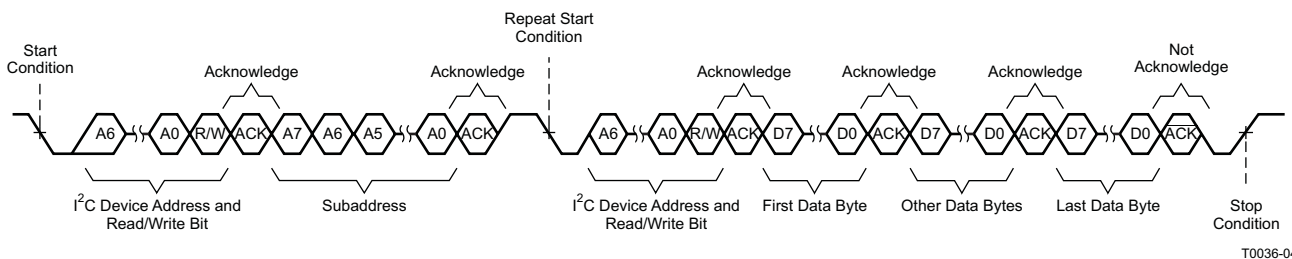 Repeat Start
Condition
Start
Condition
Not
Acknowledge
Acknowledge
Acknowledge
Acknowledge
Acknowledge
Acknowledge
A6 A0 R/W ACK A7 A6 A5 A0 ACK A6 A0 R/W ACK D7 D0 ACK D7 D0 ACK D7 D0 ACK
I²C Device Address and
Read/Write Bit
Subaddress
I²C Device Address and
Read/Write Bit
First Data Byte
Other Data Bytes
Last Data Byte
Stop
Condition
T0036-04